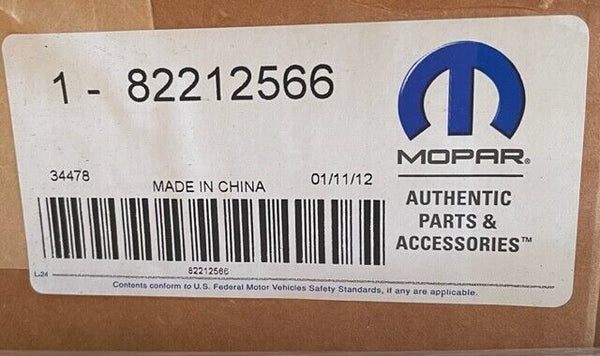 1 - 82212566
MOPAR®
34478
MADE IN CHINA
01/11/12
AUTHENTIC
PARTS &
ACCESSORIES™
82212566
L-24
Contents conform to U.S. Federal Motor Vehicles Safety Standards, if any are applicable.